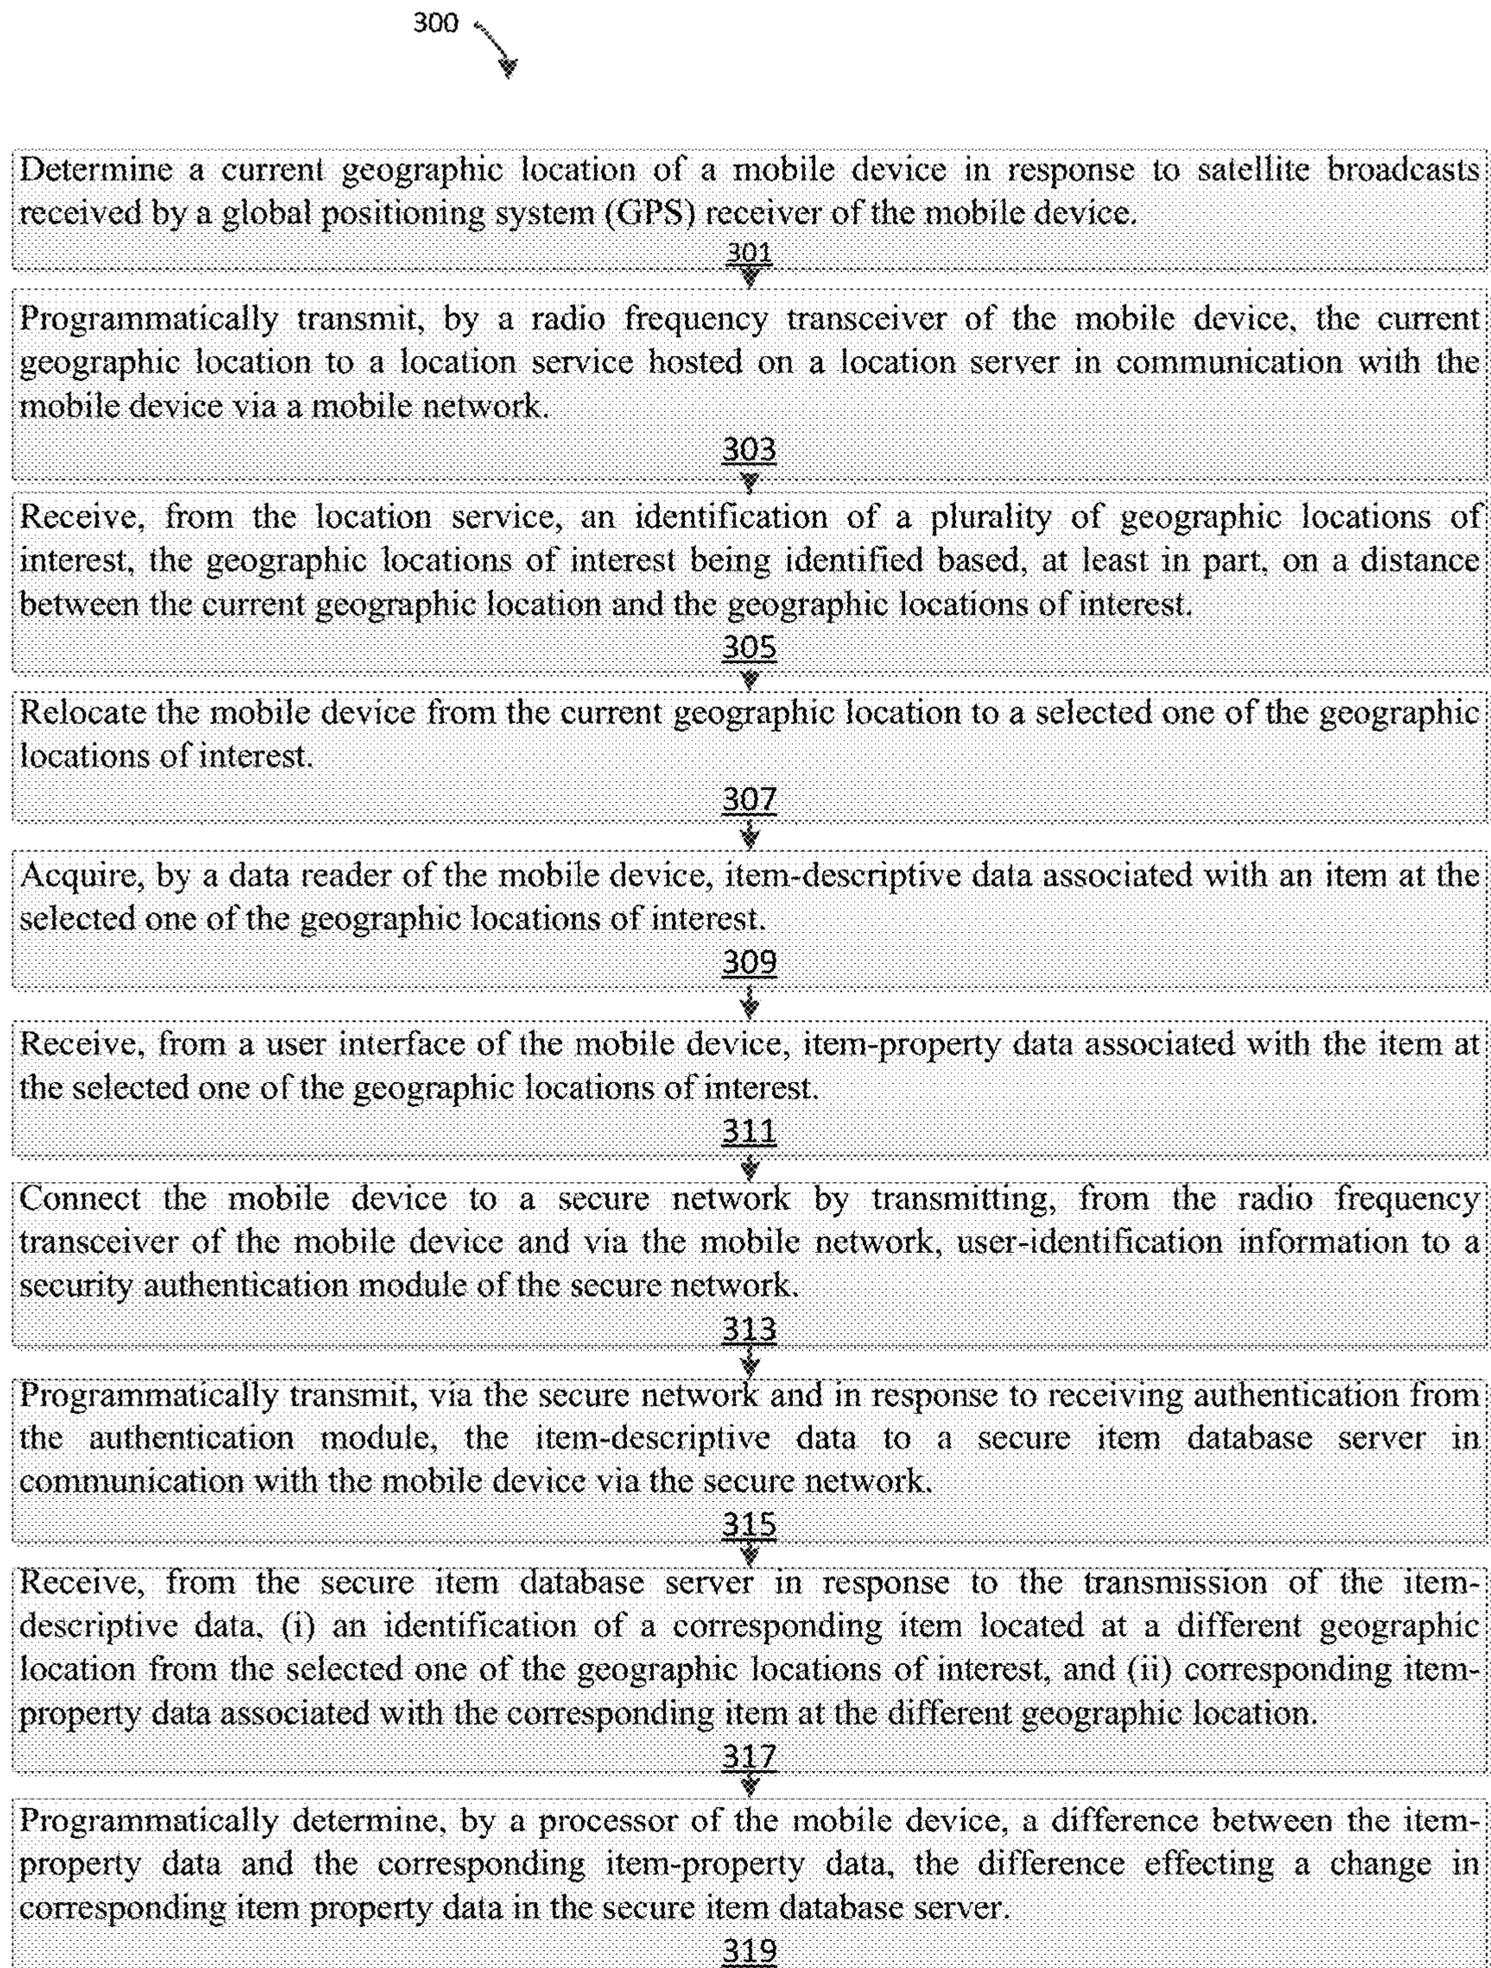 300
Determine a current geographic location of a mobile device in response to satellite broadcasts
received by a global positioning system (GPS) receiver of the mobile device.
301
Programmatically transmit, by a radio frequency transceiver of the mobile device, the current
geographic location to a location service hosted on a location server in communication with the
mobile device via a mobile network.
303
Receive, from the location service, an identification of a plurality of geographic locations of
interest, the geographic locations of interest being identified based, at least in part, on a distance
between the current geographic location and the geographic locations of interest.
305
Relocate the mobile device from the current geographic location to a selected one of the geographic
locations of interest.
307
Acquire, by a data reader of the mobile device, item-descriptive data associated with an item at the
selected one of the geographic locations of interest.
309
Receive, from a user interface of the mobile device, item-property data associated with the item at
the selected one of the geographic locations of interest.
311
Connect the mobile device to a secure network by transmitting, from the radio frequency
transceiver of the mobile device and via the mobile network, user-identification information to a
security authentication module of the secure network.
313
Programmatically transmit, via the secure network and in response to receiving authentication from
the authentication module, the item-descriptive data to a secure item database server in
communication with the mobile device via the secure network.
315
Receive, from the secure item database server in response to the transmission of the item-
descriptive data, (i) an identification of a corresponding item located at a different geographic
location from the selected one of the geographic locations of interest, and (ii) corresponding item-
property data associated with the corresponding item at the different geographic location.
317
Programmatically determine, by a processor of the mobile device, a difference between the item-
property data and the corresponding item-property data, the difference effecting a change in
corresponding item property data in the secure item database server.
319